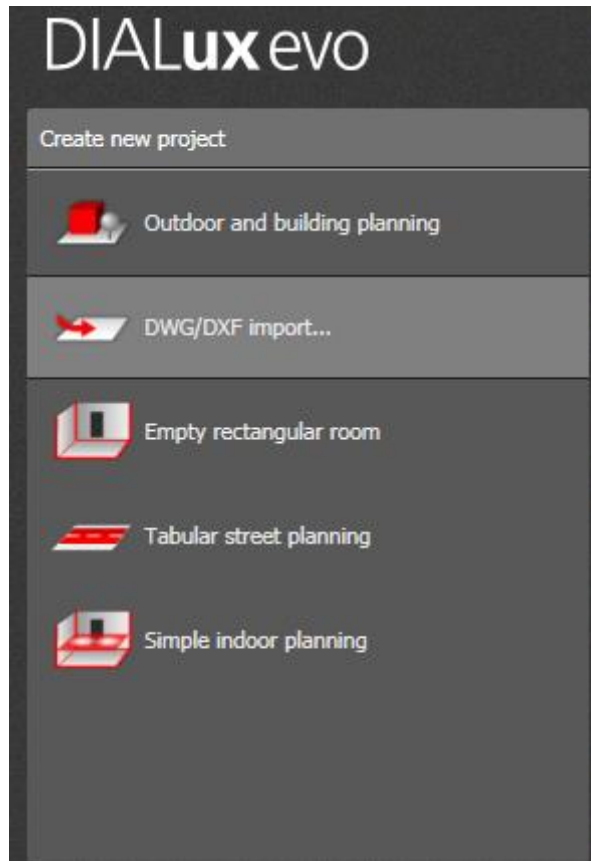 DIALux evo
Create new project
Outdoor and building planning
DWG/DXF import...
Empty rectangular room
Tabular street planning
Simple indoor planning